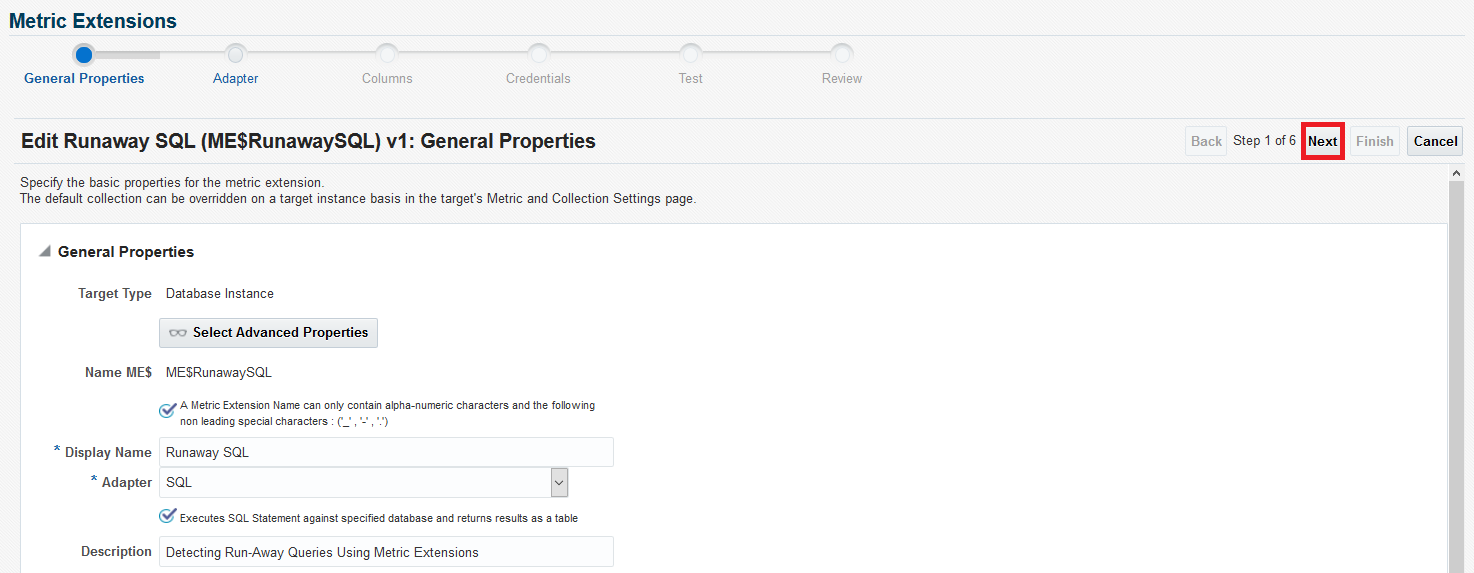 Metric Extensions
General Properties Adapter Columns Credentials Test Review
Edit Runaway SQL (ME$RunawaySQL) v1: General Properties
Back Step 1 of 6 Next Finish Cancel
Specify the basic properties for the metric extension.
The default collection can be overridden on a target instance basis in the target's Metric and Collection Settings page.
General Properties
Target Type Database Instance
Select Advanced Properties
Name ME$ ME$RunawaySQL
A Metric Extension Name can only contain alpha-numeric characters and the following
non leading special characters : ('_' , '-' , '.')
* Display Name Runaway SQL
* Adapter SQL
Executes SQL Statement against specified database and returns results as a table
Description Detecting Run-Away Queries Using Metric Extensions